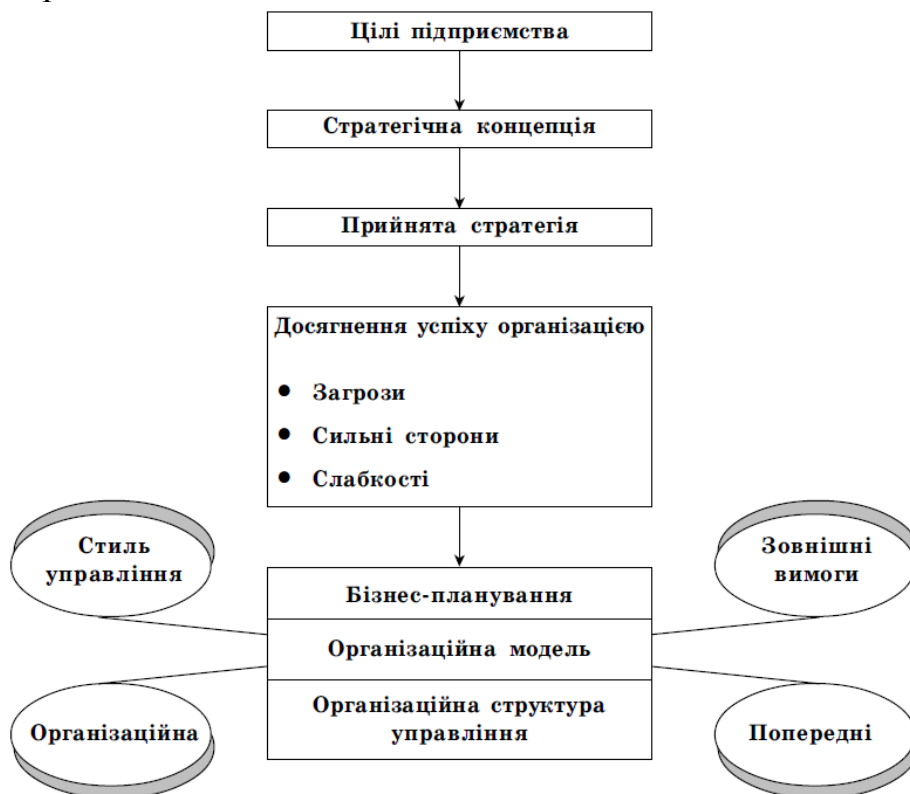 Цілі підприємства
Стратегічна концепція
Прийнята стратегія
Досягнення успіху організацією
● Загрози
● Сильні сторони
● Слабкості
Стиль
управління
Зовнішні
вимоги
Бізнес-планування
Організаційна модель
Організаційна структура
управління
Організаційна
Попередні